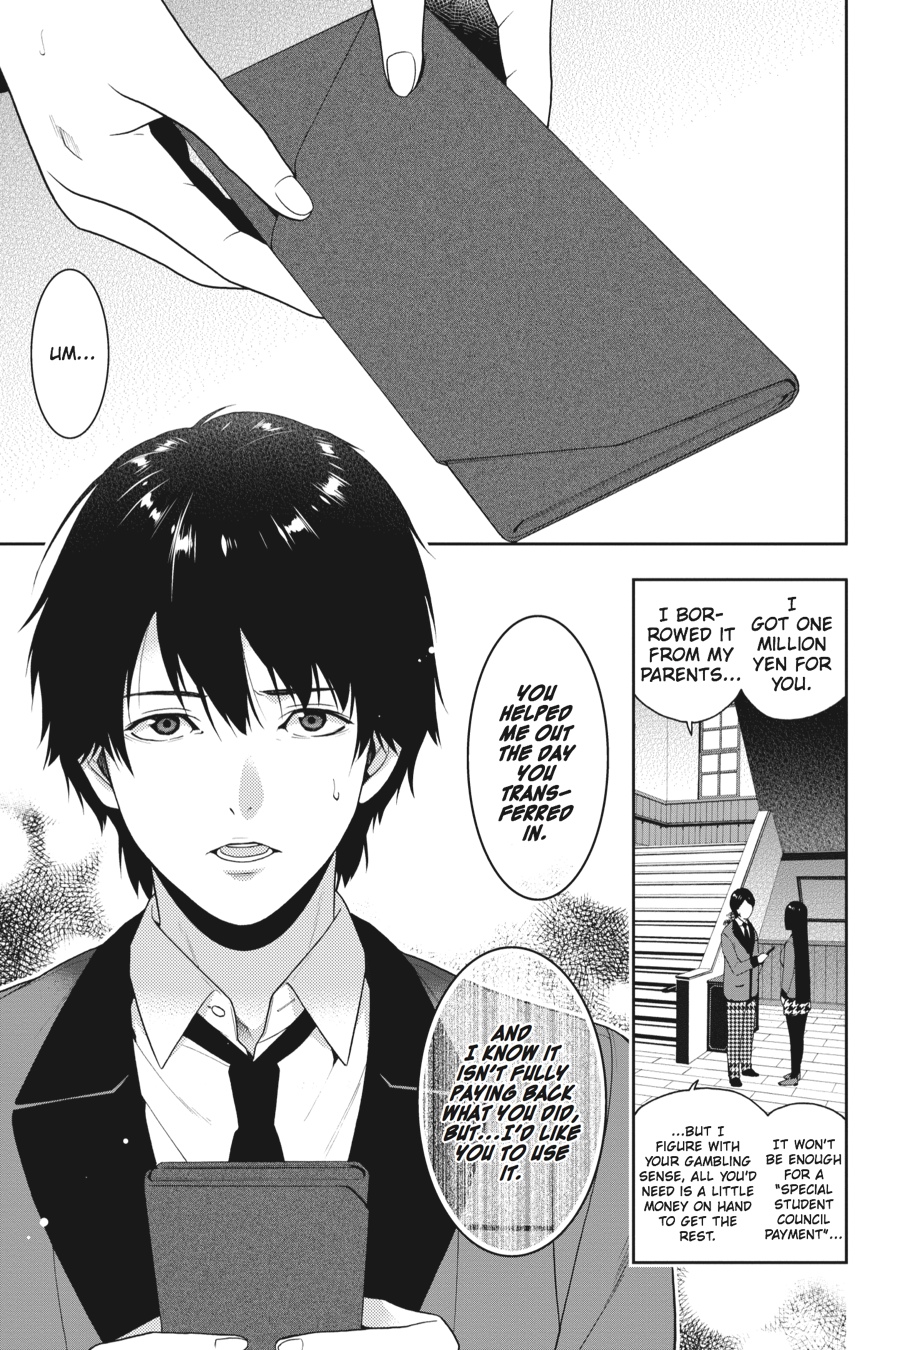 UM...
I
GOT ONE
MILLION
YEN FOR
YOU.
I BOR-
ROWED IT
FROM MY
PARENTS...
IT WON'T
BE ENOUGH
FOR A
"SPECIAL
STUDENT
COUNCIL
PAYMENT"...
...BUT I
FIGURE WITH
YOUR GAMBLING
SENSE, ALL YOU'D
NEED IS A LITTLE
MONEY ON HAND
TO GET THE
REST.
YOU
HELPED
ME OUT
THE DAY
YOU
TRANS-
FERRED
IN.
AND
I KNOW IT
ISN'T FULLY
PAYING BACK
WHAT YOU DID,
BUT...I'D LIKE
YOU TO USE
IT.